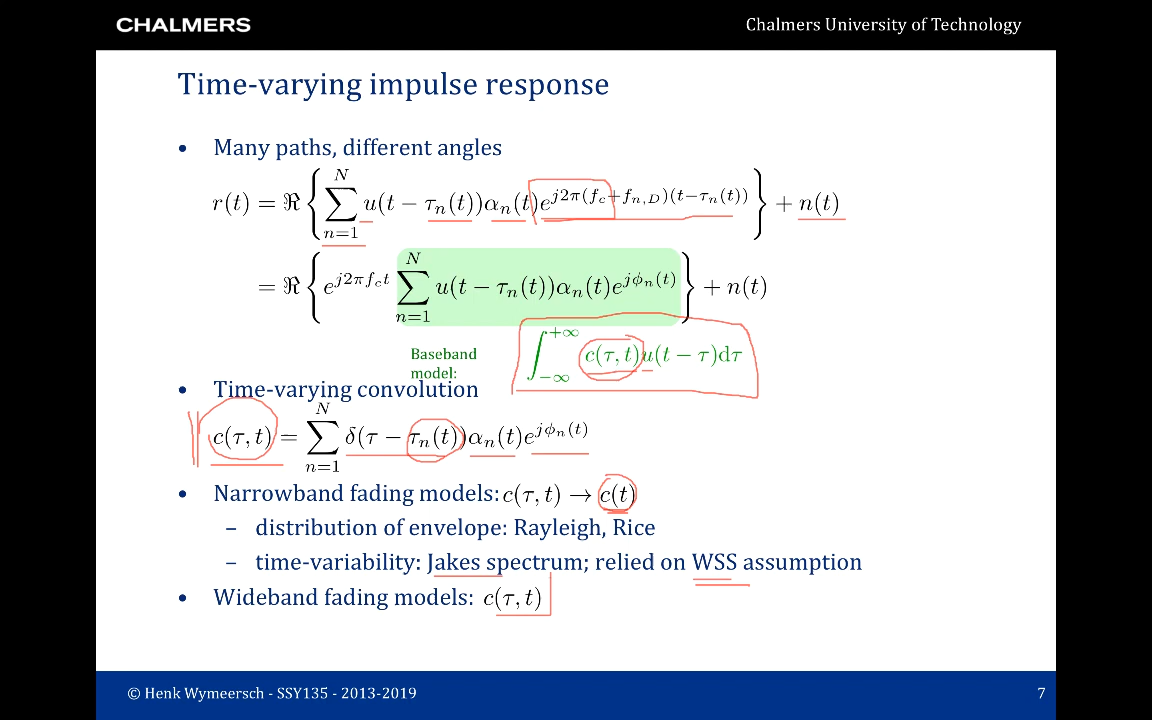 CHALMERS
Chalmers University of Technology
Time-varying impulse response
• Many paths, different angles
r(t) = ℜ { ∑_{n=1}^{N} u(t − τ_n(t))α_n(t)e^{j2π(f_c+f_{n,D})(t−τ_n(t))} } + n(t)
= ℜ { e^{j2πf_ct} ∑_{n=1}^{N} u(t − τ_n(t))α_n(t)e^{jϕ_n(t)} } + n(t)
Baseband
model: ∫_{−∞}^{+∞} c(τ, t)u(t − τ)dτ
• Time-varying convolution
c(τ, t) = ∑_{n=1}^{N} δ(τ − τ_n(t))α_n(t)e^{jϕ_n(t)}
• Narrowband fading models: c(τ, t) → c(t)
– distribution of envelope: Rayleigh, Rice
– time-variability: Jakes spectrum; relied on WSS assumption
• Wideband fading models: c(τ, t)
© Henk Wymeersch - SSY135 - 2013-2019
7